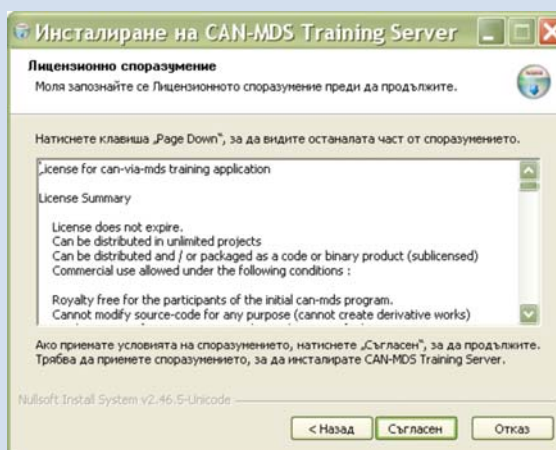 Инсталиране на CAN-MDS Training Server
Лицензионно споразумение
Моля запознайте се Лицензионното споразумение преди да продължите.
Натиснете клавиша „Page Down“, за да видите останалата част от споразумението.
License for can-via-mds training application
License Summary
License does not expire.
Can be distributed in unlimited projects
Can be distributed and / or packaged as a code or binary product (sublicensed)
Commercial use allowed under the following conditions :
Royalty free for the participants of the initial can-mds program.
Cannot modify source-code for any purpose (cannot create derivative works)
Ако приемате условията на споразумението, натиснете „Съгласен“, за да продължите.
Трябва да приемете споразумението, за да инсталирате CAN-MDS Training Server.
Nullsoft Install System v2.46.5-Unicode
< Назад Съгласен Отказ